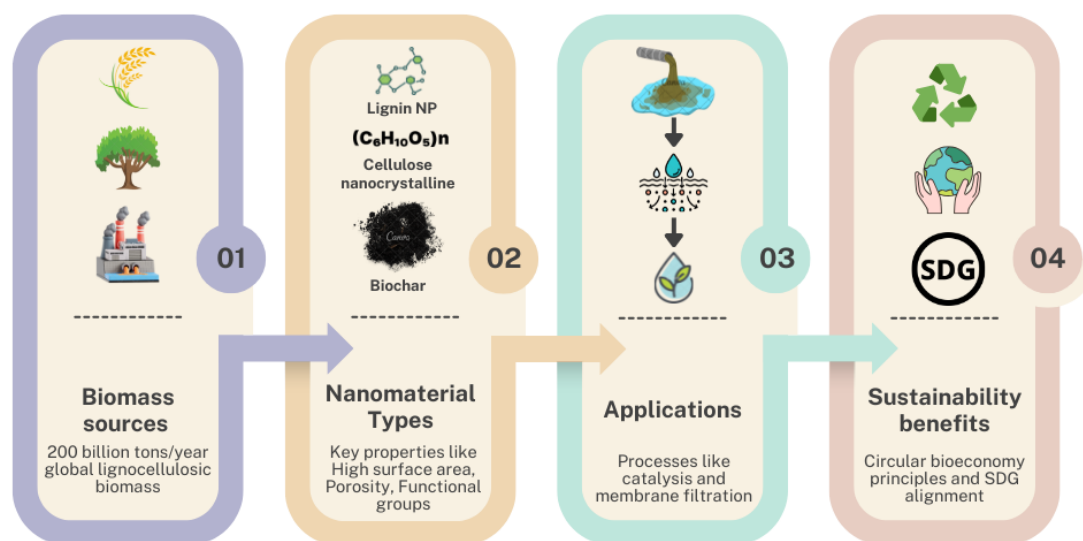 01
Biomass
sources
200 billion tons/year
global lignocellulosic
biomass
Lignin NP
(C₆H₁₀O₅)n
Cellulose
nanocrystalline
Canva
Biochar
02
Nanomaterial
Types
Key properties like
High surface area,
Porosity, Functional
groups
03
Applications
Processes like
catalysis and
membrane filtration
SDG
04
Sustainability
benefits
Circular bioeconomy
principles and SDG
alignment